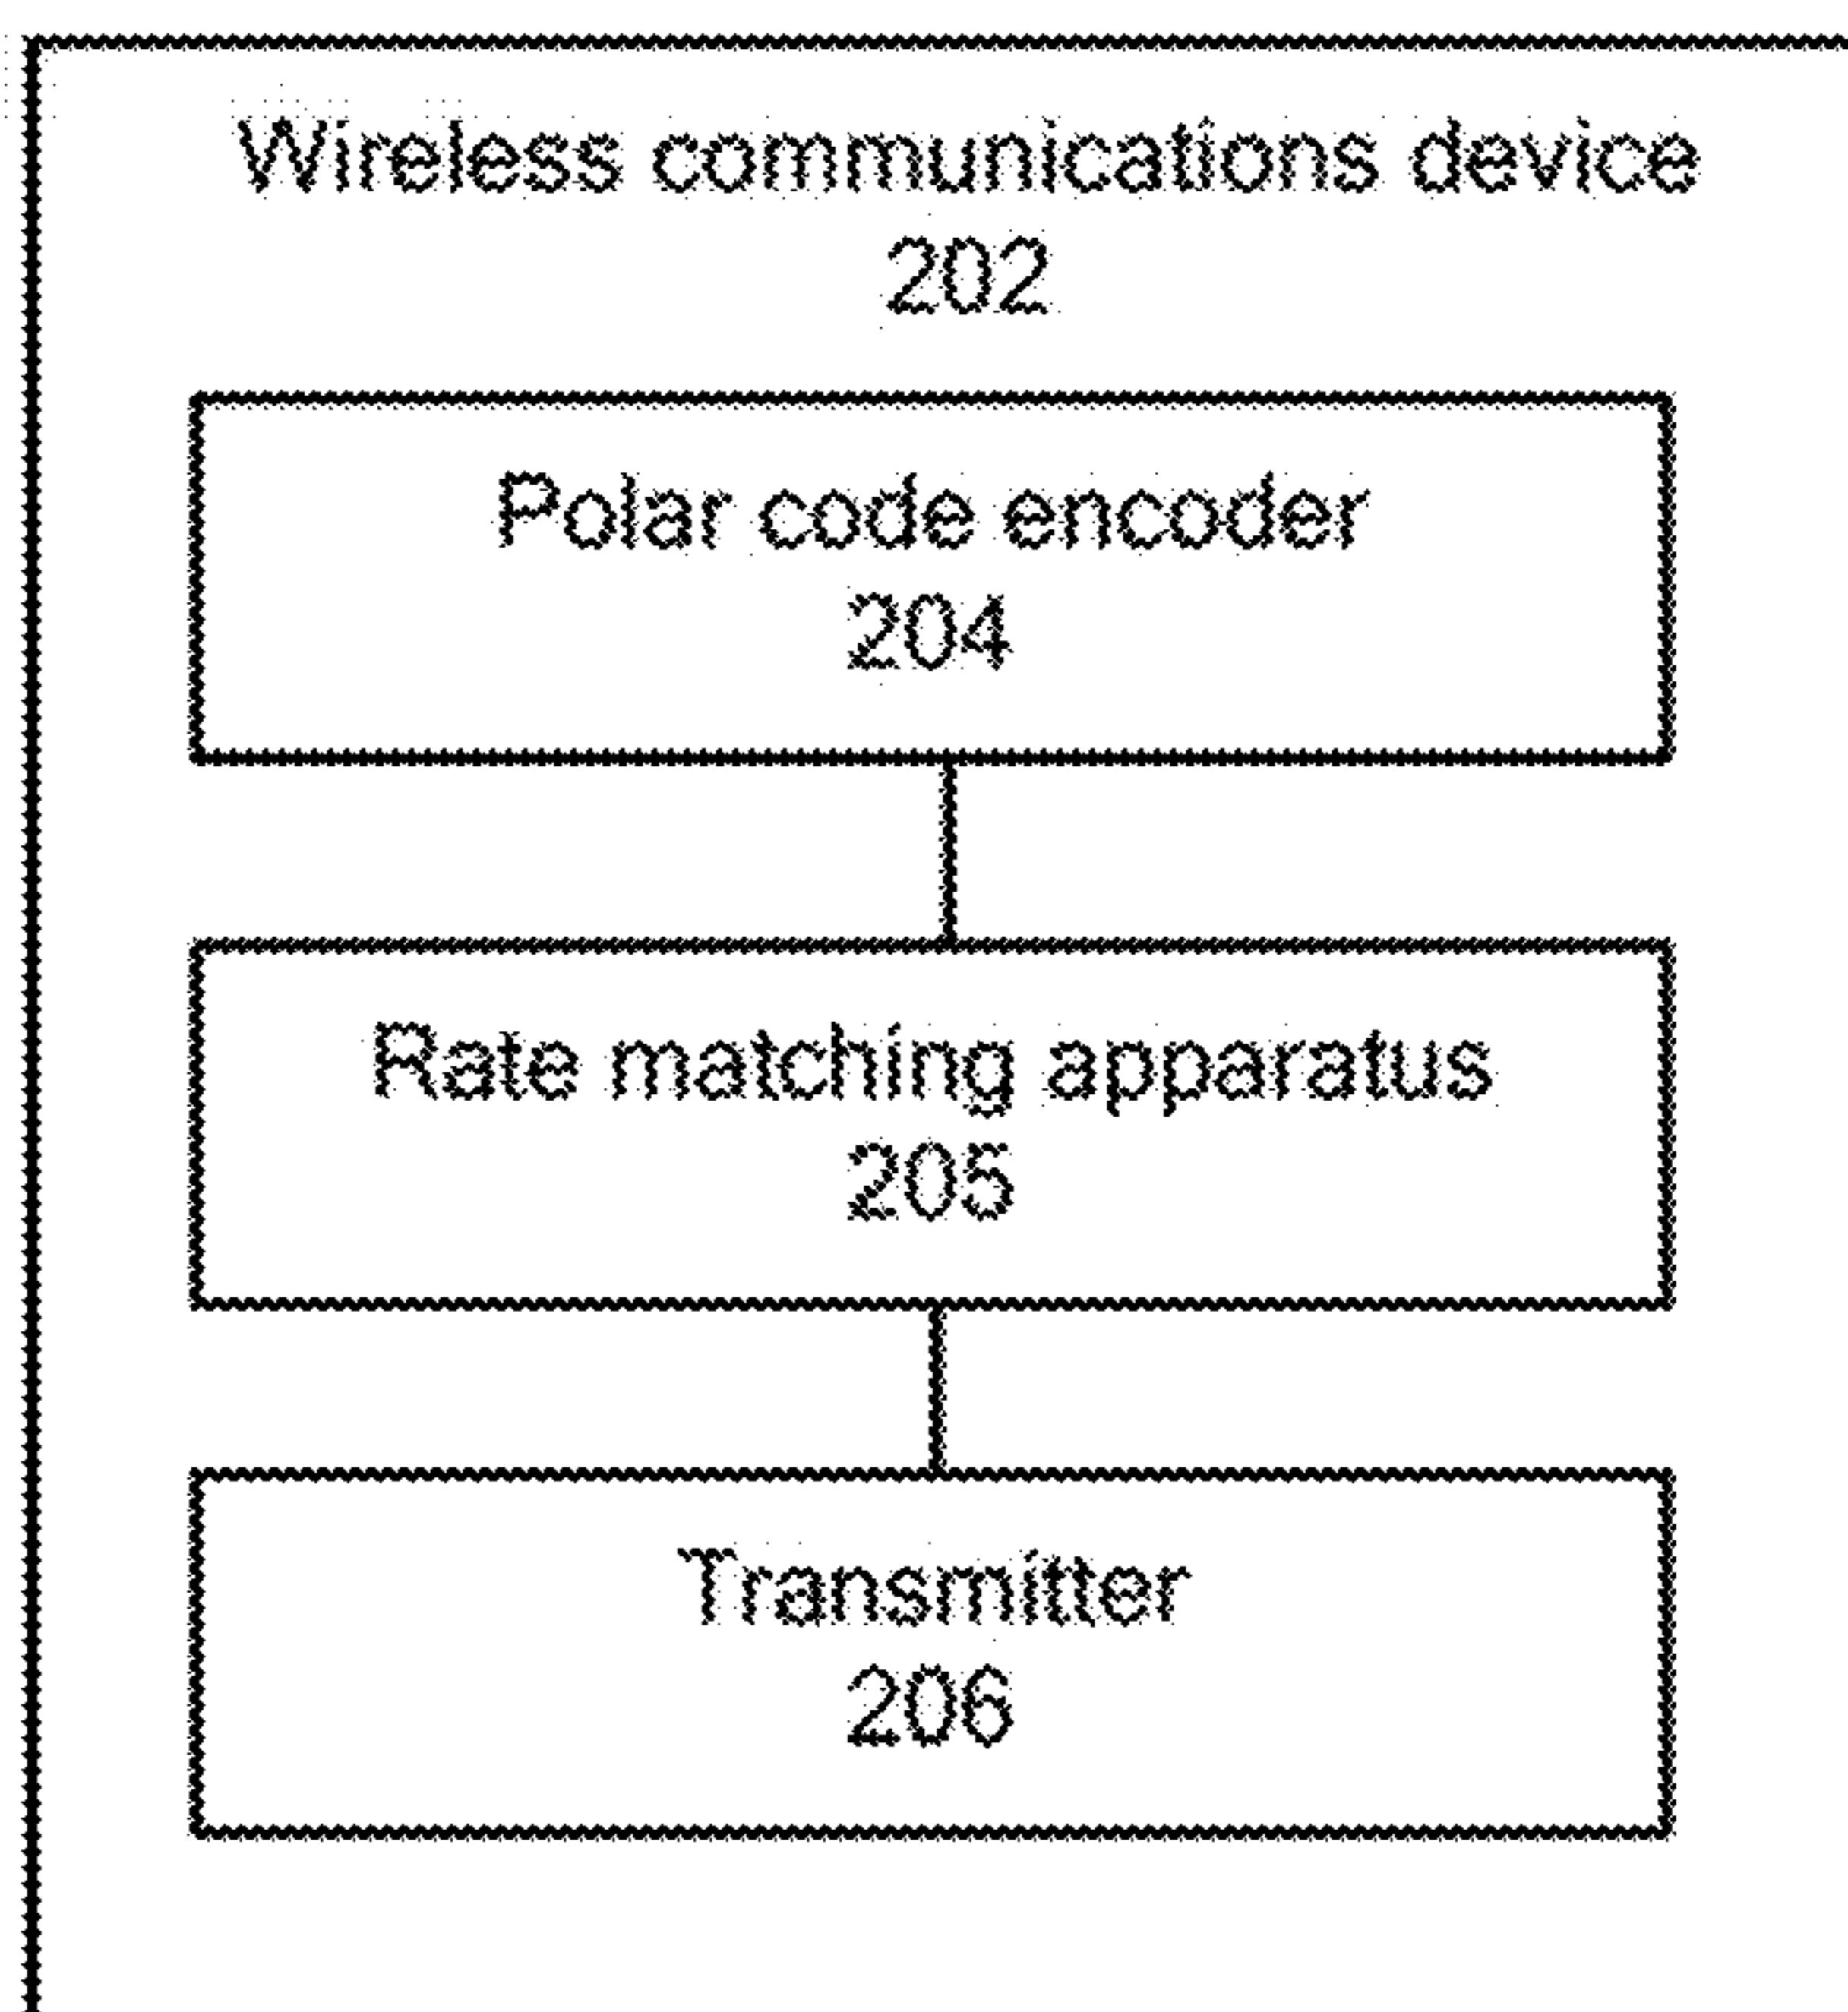 Wireless communications device
202
Polar code encoder
204
Rate matching apparatus
205
Transmitter
206